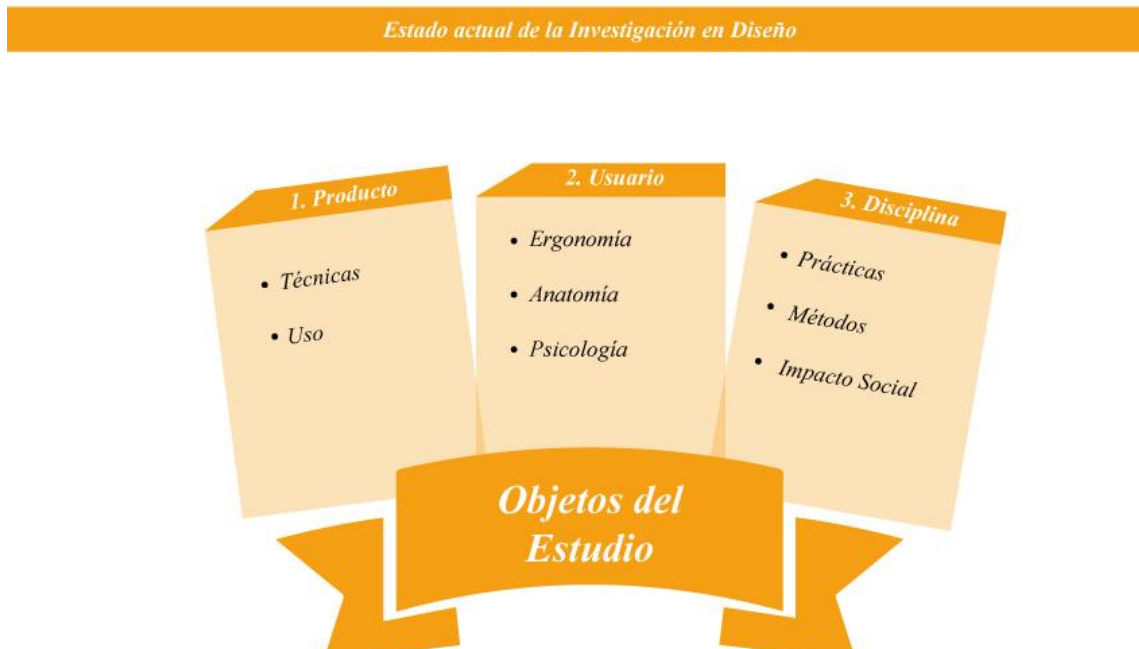 Estado actual de la Investigación en Diseño
1. Producto
• Técnicas
• Uso
2. Usuario
• Ergonomía
• Anatomía
• Psicología
3. Disciplina
• Prácticas
• Métodos
• Impacto Social
Objetos del
Estudio